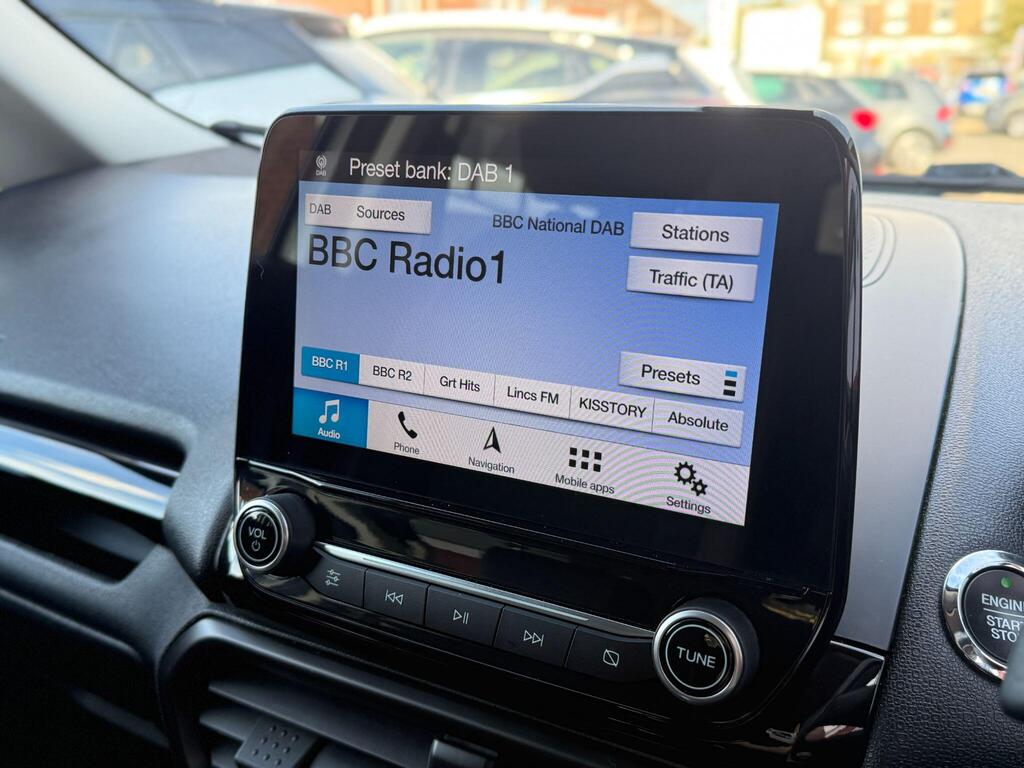 DAB
Preset bank: DAB 1
DAB Sources
BBC National DAB
Stations
BBC Radio1
Traffic (TA)
Presets
BBC R1
BBC R2
Grt Hits
Lincs FM
KISSTORY
Absolute
Audio
Phone
Navigation
Mobile apps
Settings
VOL
TUNE
ENGIN
START
STO